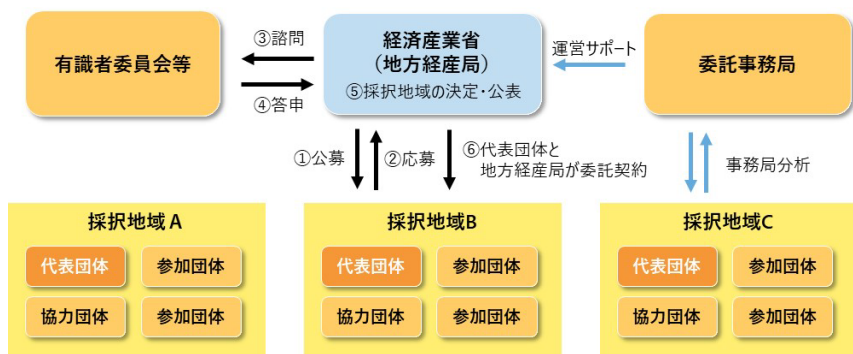 有識者委員会等
③諮問
④答申
経済産業省
(地方経産局)
⑤採択地域の決定・公表
運営サポート
委託事務局
①公募
②応募
⑥代表団体と
地方経産局が委託契約
事務局分析
採択地域A
代表団体
参加団体
協力団体
参加団体
採択地域B
代表団体
参加団体
協力団体
参加団体
採択地域C
代表団体
参加団体
協力団体
参加団体